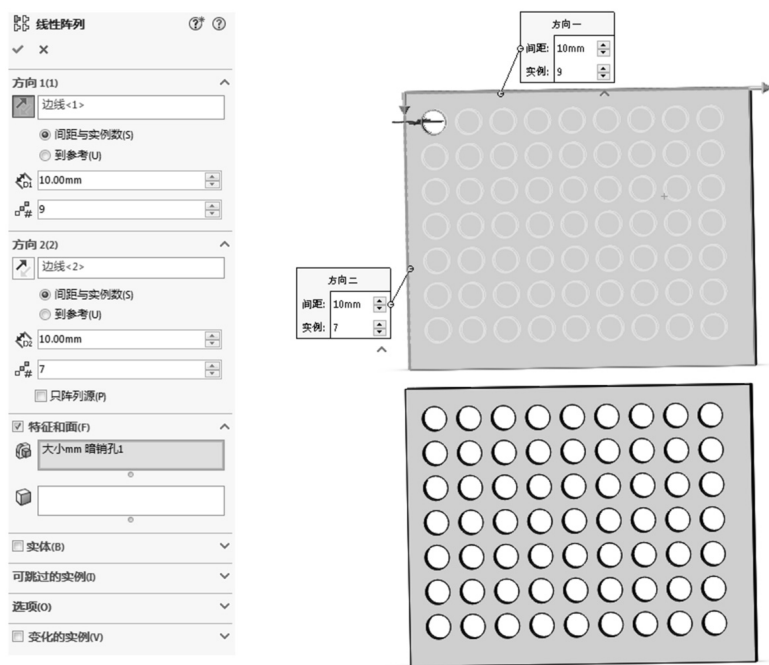 线性阵列
方向 1(1)
边线<1>
间距与实例数(S)
到参考(U)
D1 10.00mm
# 9
方向 2(2)
边线<2>
间距与实例数(S)
到参考(U)
D2 10.00mm
# 7
只阵列源(P)
特征和面(F)
大小mm 暗销孔1
实体(B)
可跳过的实例(I)
选项(O)
变化的实例(V)
方向一
间距: 10mm
实例: 9
方向二
间距: 10mm
实例: 7